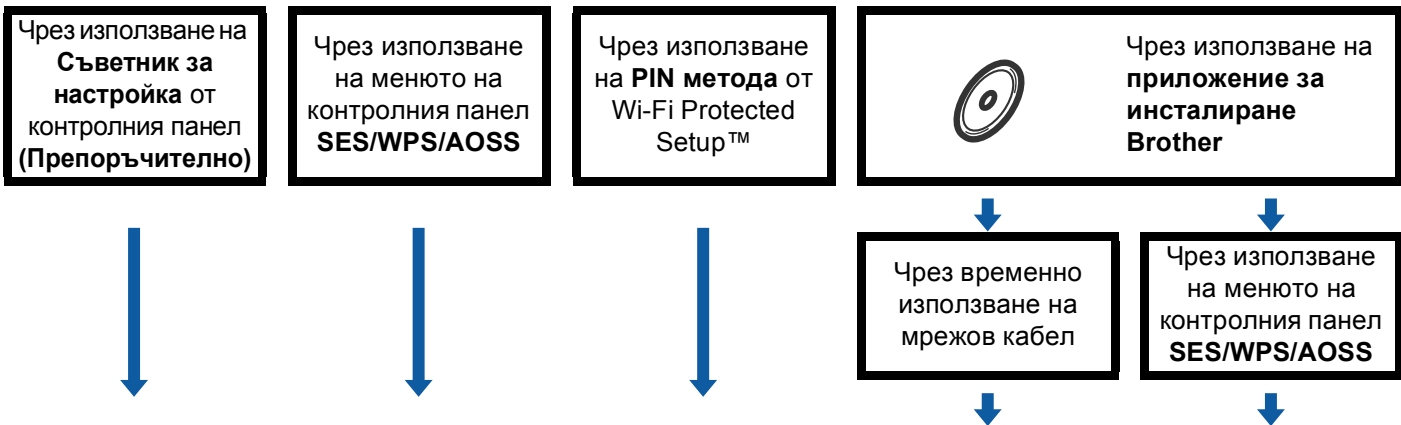 Чрез използване на
Съветник за
настройка от
контролния панел
(Препоръчително)
Чрез използване
на менюто на
контролния панел
SES/WPS/AOSS
Чрез използване
на PIN метода от
Wi-Fi Protected
Setup™
Чрез използване на
приложение за
инсталиране
Brother
Чрез временно
използване на
мрежов кабел
Чрез използване
на менюто на
контролния панел
SES/WPS/AOSS